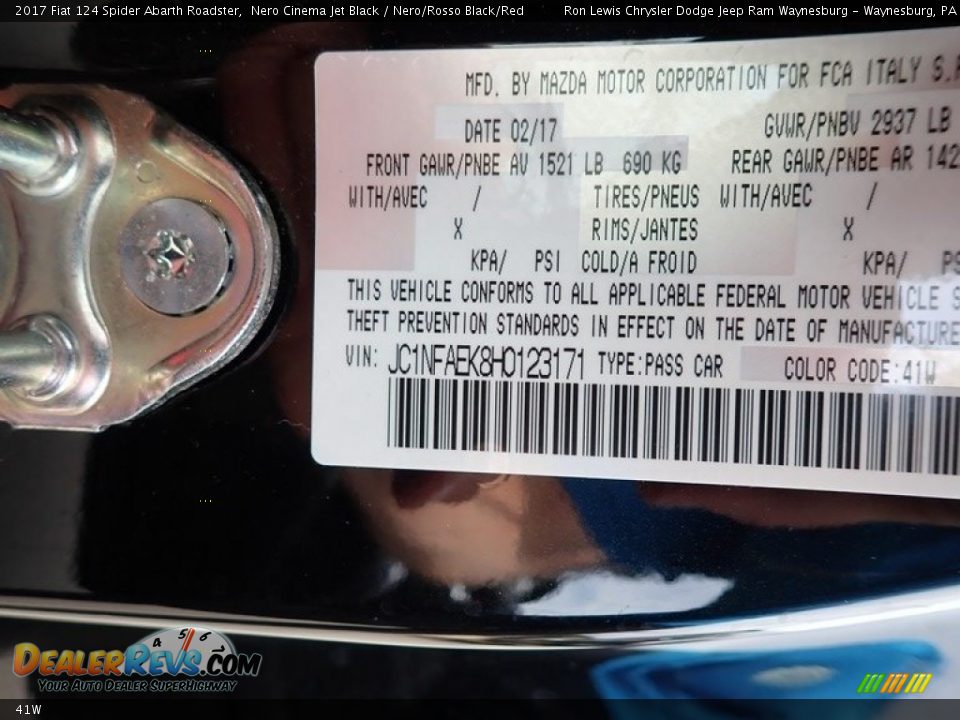 2017 Fiat 124 Spider Abarth Roadster, Nero Cinema Jet Black / Nero/Rosso Black/Red Ron Lewis Chrysler Dodge Jeep Ram Waynesburg - Waynesburg, PA
MFD. BY MAZDA MOTOR CORPORATION FOR FCA ITALY S.P
DATE 02/17 GVWR/PNBV 2937 LB
FRONT GAWR/PNBE AV 1521 LB 690 KG REAR GAWR/PNBE AR 142
WITH/AVEC / TIRES/PNEUS WITH/AVEC /
X RIMS/JANTES X
KPA/ PSI COLD/A FROID KPA/ PS
THIS VEHICLE CONFORMS TO ALL APPLICABLE FEDERAL MOTOR VEHICLE S
THEFT PREVENTION STANDARDS IN EFFECT ON THE DATE OF MANUFACTURE
VIN: JC1NFAEK8H0123171 TYPE:PASS CAR COLOR CODE:41W
4 5 6
DEALERREVS.COM
YOUR AUTO DEALER SUPERHIGHWAY
41W